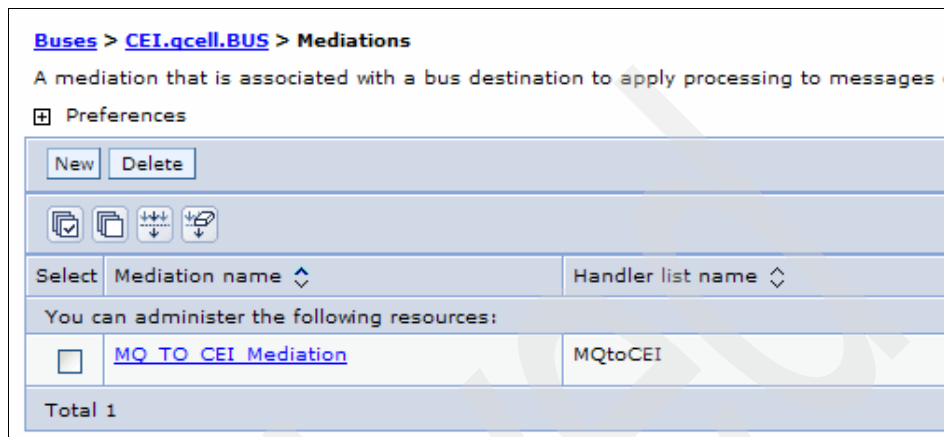 Buses > CEI.qcell.BUS > Mediations
A mediation that is associated with a bus destination to apply processing to messages
Preferences
New Delete
Select Mediation name Handler list name
You can administer the following resources:
MQ_TO_CEI_Mediation MQtoCEI
Total 1